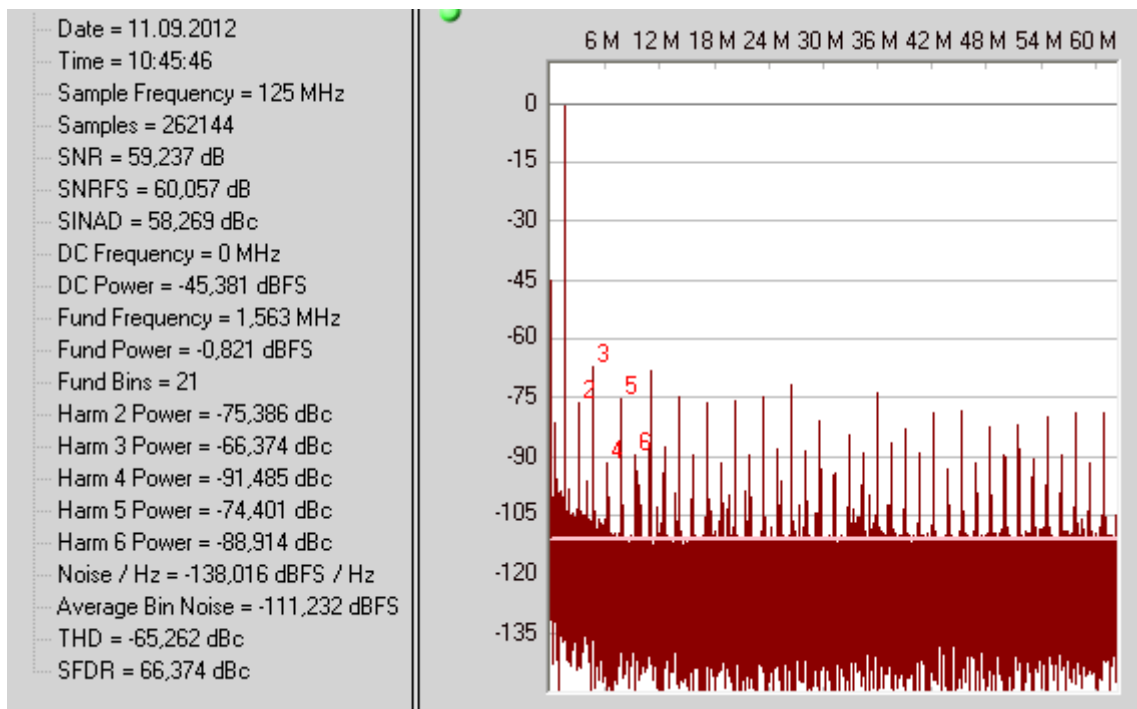 Date = 11.09.2012
Time = 10:45:46
Sample Frequency = 125 MHz
Samples = 262144
SNR = 59,237 dB
SNRFS = 60,057 dB
SINAD = 58,269 dBc
DC Frequency = 0 MHz
DC Power = -45,381 dBFS
Fund Frequency = 1,563 MHz
Fund Power = -0,821 dBFS
Fund Bins = 21
Harm 2 Power = -75,386 dBc
Harm 3 Power = -66,374 dBc
Harm 4 Power = -91,485 dBc
Harm 5 Power = -74,401 dBc
Harm 6 Power = -88,914 dBc
Noise / Hz = -138,016 dBFS / Hz
Average Bin Noise = -111,232 dBFS
THD = -65,262 dBc
SFDR = 66,374 dBc
6 M 12 M 18 M 24 M 30 M 36 M 42 M 48 M 54 M 60 M
0
-15
-30
-45
-60
-75
-90
-105
-120
-135
3
2
5
4
6